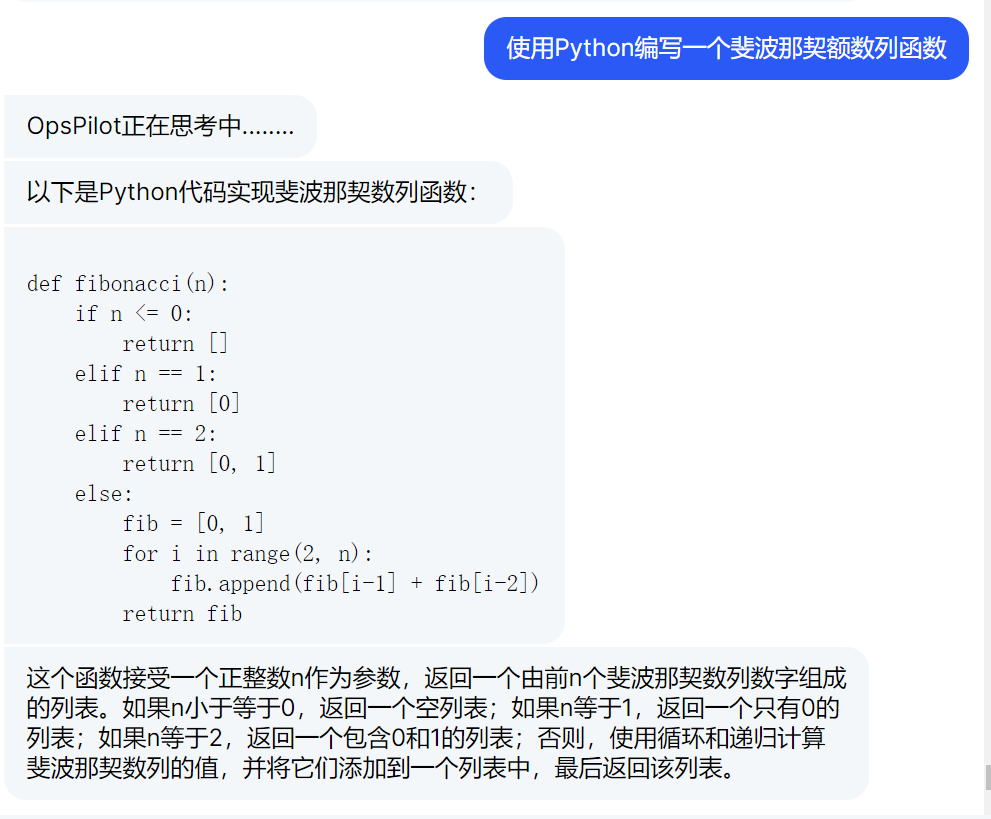 使用Python编写一个斐波那契额数列函数
OpsPilot正在思考中........
以下是Python代码实现斐波那契数列函数：
def fibonacci(n):
    if n <= 0:
        return []
    elif n == 1:
        return [0]
    elif n == 2:
        return [0, 1]
    else:
        fib = [0, 1]
        for i in range(2, n):
            fib.append(fib[i-1] + fib[i-2])
        return fib
这个函数接受一个正整数n作为参数，返回一个由前n个斐波那契数列数字组成
的列表。如果n小于等于0，返回一个空列表；如果n等于1，返回一个只有0的
列表；如果n等于2，返回一个包含0和1的列表；否则，使用循环和递归计算
斐波那契数列的值，并将它们添加到一个列表中，最后返回该列表。